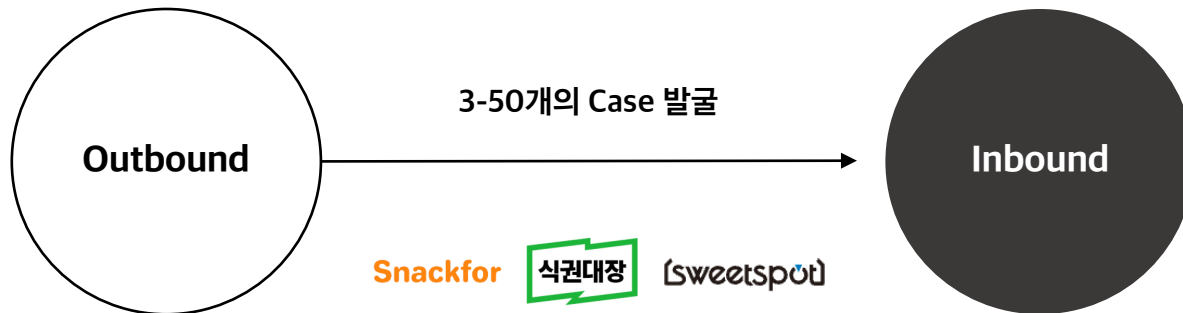 3-50개의 Case 발굴
Outbound
Inbound
Snackfor
식권대장
sweetspot